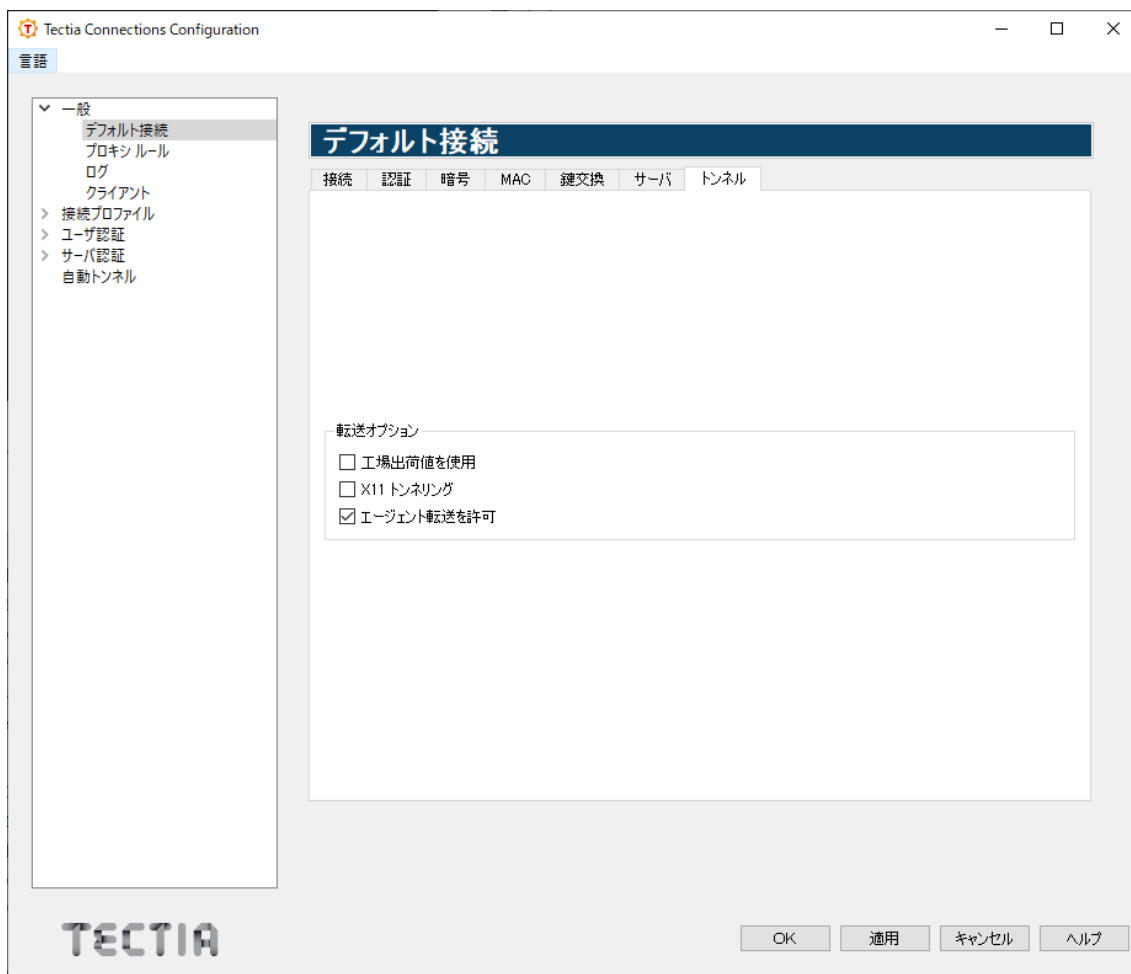 Tectia Connections Configuration
言語
一般
デフォルト接続
プロキシ ルール
ログ
クライアント
接続プロファイル
ユーザ認証
サーバ認証
自動トンネル
デフォルト接続
接続 認証 暗号 MAC 鍵交換 サーバ トンネル
転送オプション
工場出荷値を使用
X11 トンネリング
エージェント転送を許可
TECTIA
OK 適用 キャンセル ヘルプ